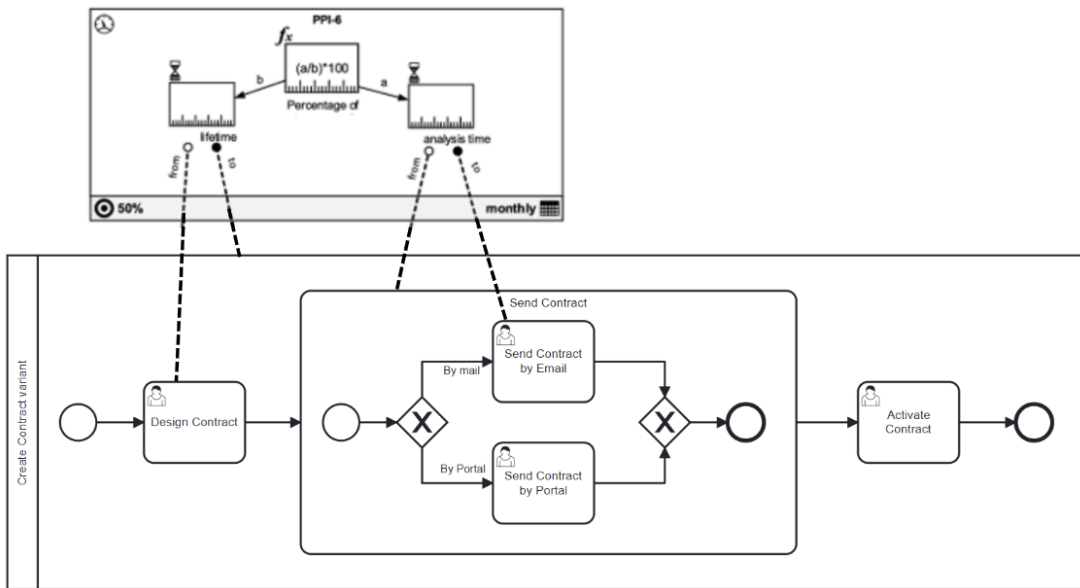 PPI-6
fx
(a/b)*100
b
a
Percentage of
lifetime
analysis time
from
to
from
to
50%
monthly
Create Contract variant
Send Contract
Design Contract
By mail
Send Contract
by Email
X
X
By Portal
Send Contract
by Portal
Activate
Contract